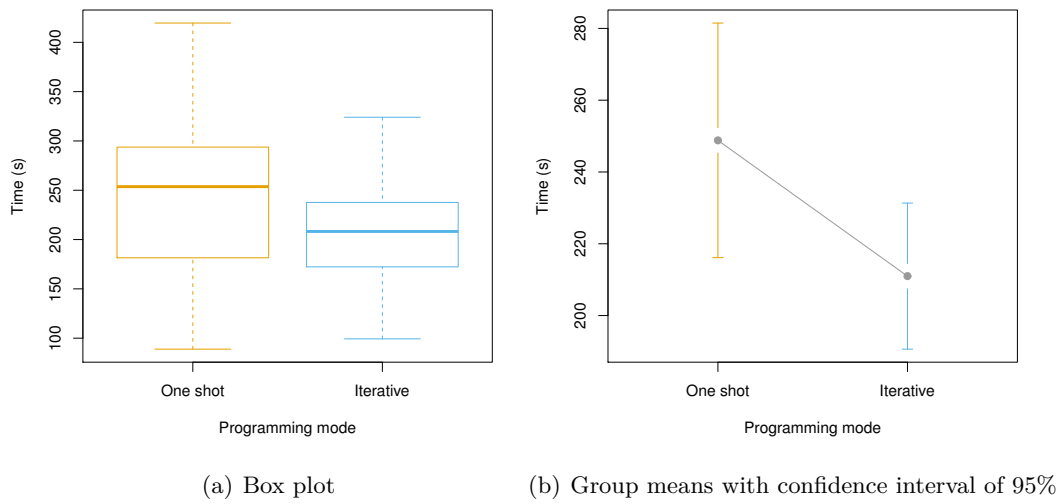 400
350
300
250
200
150
100
Time (s)
One shot
Iterative
Programming mode
(a) Box plot
280
260
240
220
200
Time (s)
One shot
Iterative
Programming mode
(b) Group means with confidence interval of 95%